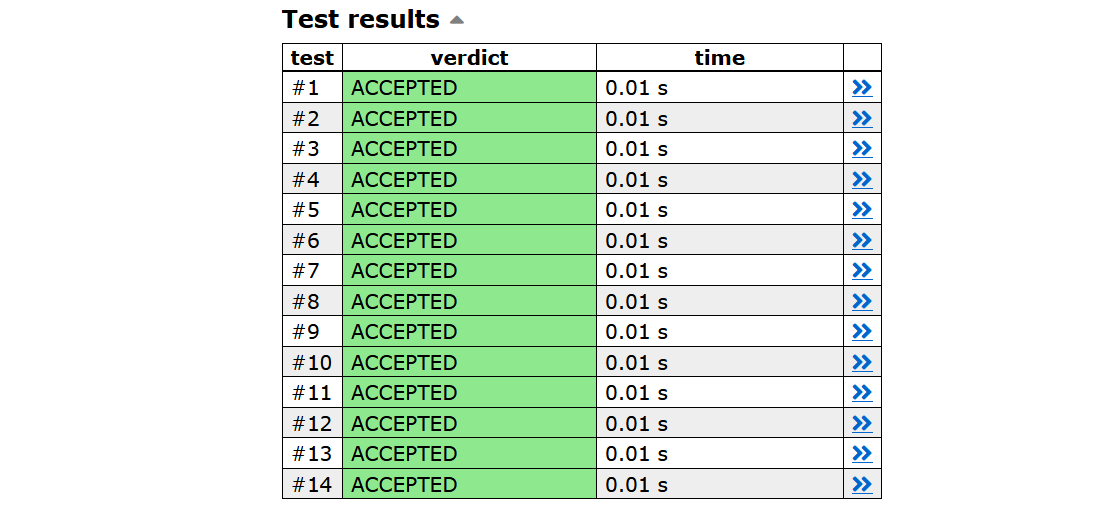 Test results
test verdict time
#1 ACCEPTED 0.01 s
#2 ACCEPTED 0.01 s
#3 ACCEPTED 0.01 s
#4 ACCEPTED 0.01 s
#5 ACCEPTED 0.01 s
#6 ACCEPTED 0.01 s
#7 ACCEPTED 0.01 s
#8 ACCEPTED 0.01 s
#9 ACCEPTED 0.01 s
#10 ACCEPTED 0.01 s
#11 ACCEPTED 0.01 s
#12 ACCEPTED 0.01 s
#13 ACCEPTED 0.01 s
#14 ACCEPTED 0.01 s